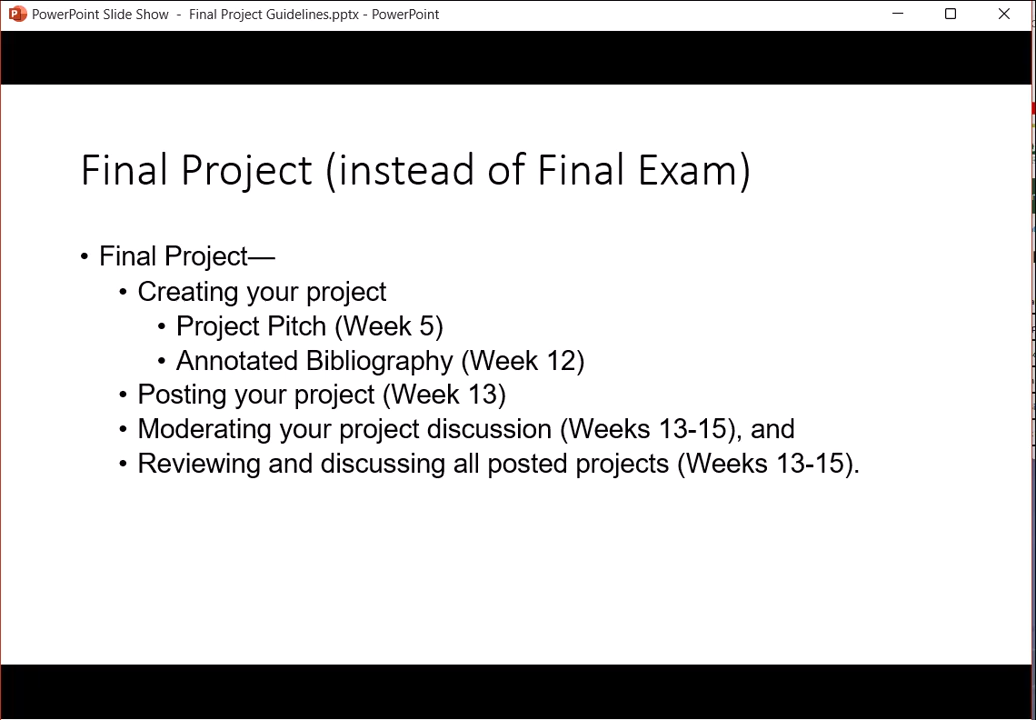 PowerPoint Slide Show - Final Project Guidelines.pptx - PowerPoint
Final Project (instead of Final Exam)
• Final Project—
• Creating your project
• Project Pitch (Week 5)
• Annotated Bibliography (Week 12)
• Posting your project (Week 13)
• Moderating your project discussion (Weeks 13-15), and
• Reviewing and discussing all posted projects (Weeks 13-15).